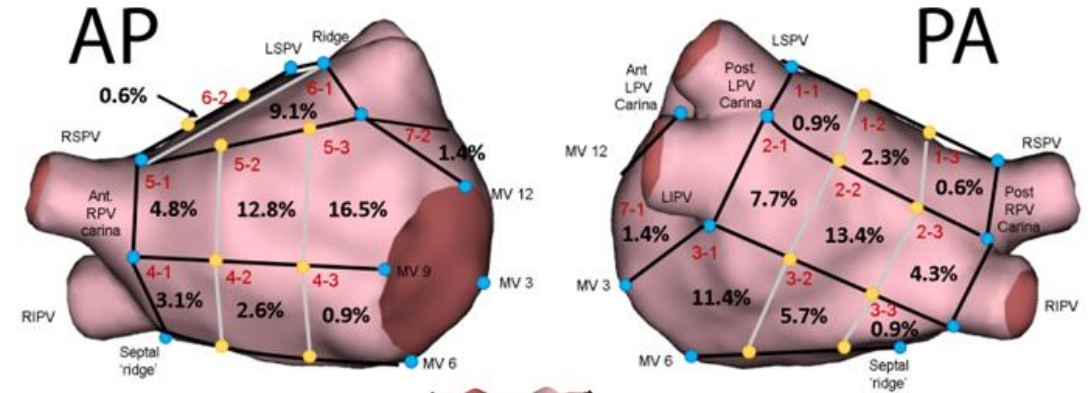 AP
PA
LSPV
Ridge
0.6%
6-2
6-1
9.1%
RSPV
5-1
5-2
5-3
7-2
1.4%
MV 12
Ant.
RPV
carina
4.8%
12.8%
16.5%
4-1
4-2
4-3
MV 9
MV 3
3.1%
2.6%
0.9%
RIPV
Septal
'ridge'
MV 6
LSPV
Ant
LPV
Carina
Post
LPV
Carina
1-1
0.9%
1-2
2.3%
1-3
0.6%
RSPV
MV 12
2-1
2-2
2-3
LIPV
7.7%
13.4%
4.3%
Post
RPV
Carina
7-1
1.4%
3-1
3-2
3-3
MV 3
11.4%
5.7%
0.9%
RIPV
MV 6
Septal
'ridge'